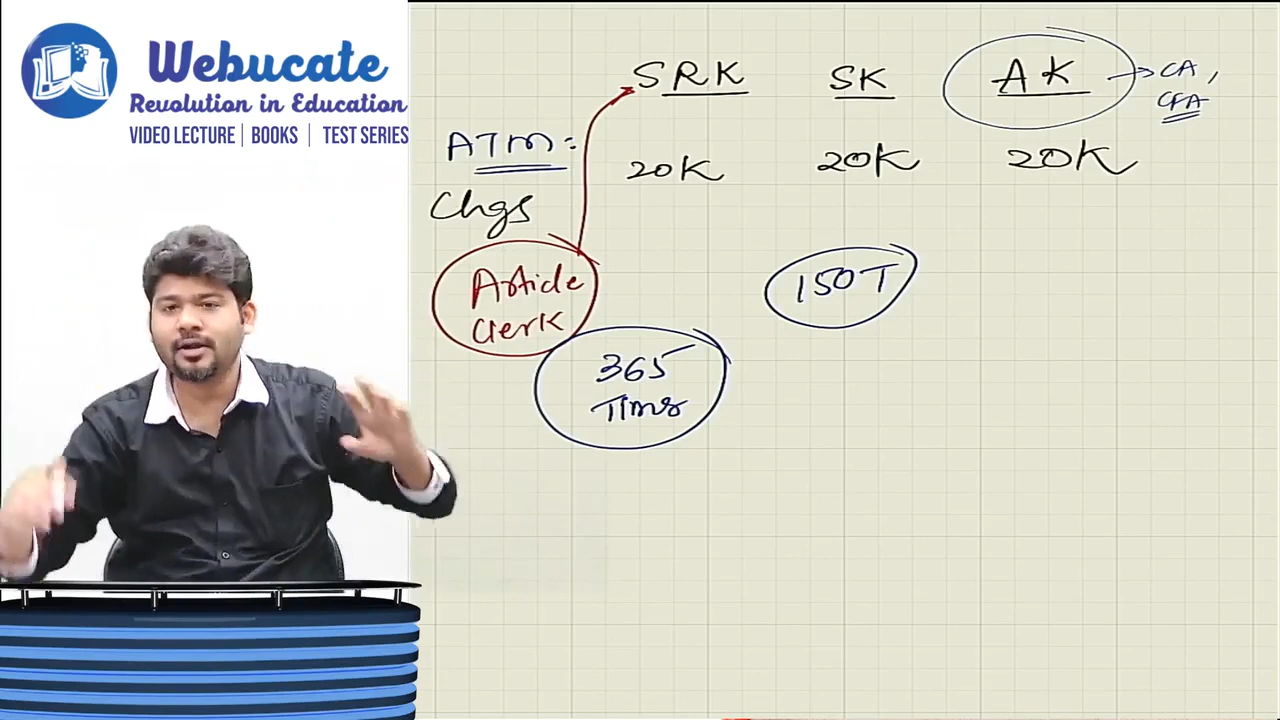 Webucate
Revolution in Education
VIDEO LECTURE | BOOKS | TEST SERIES
SRK SK AK → CA,
CFA
ATM:
20K 20K 20K
Chgs
Article
Clerk
150T
365
Times